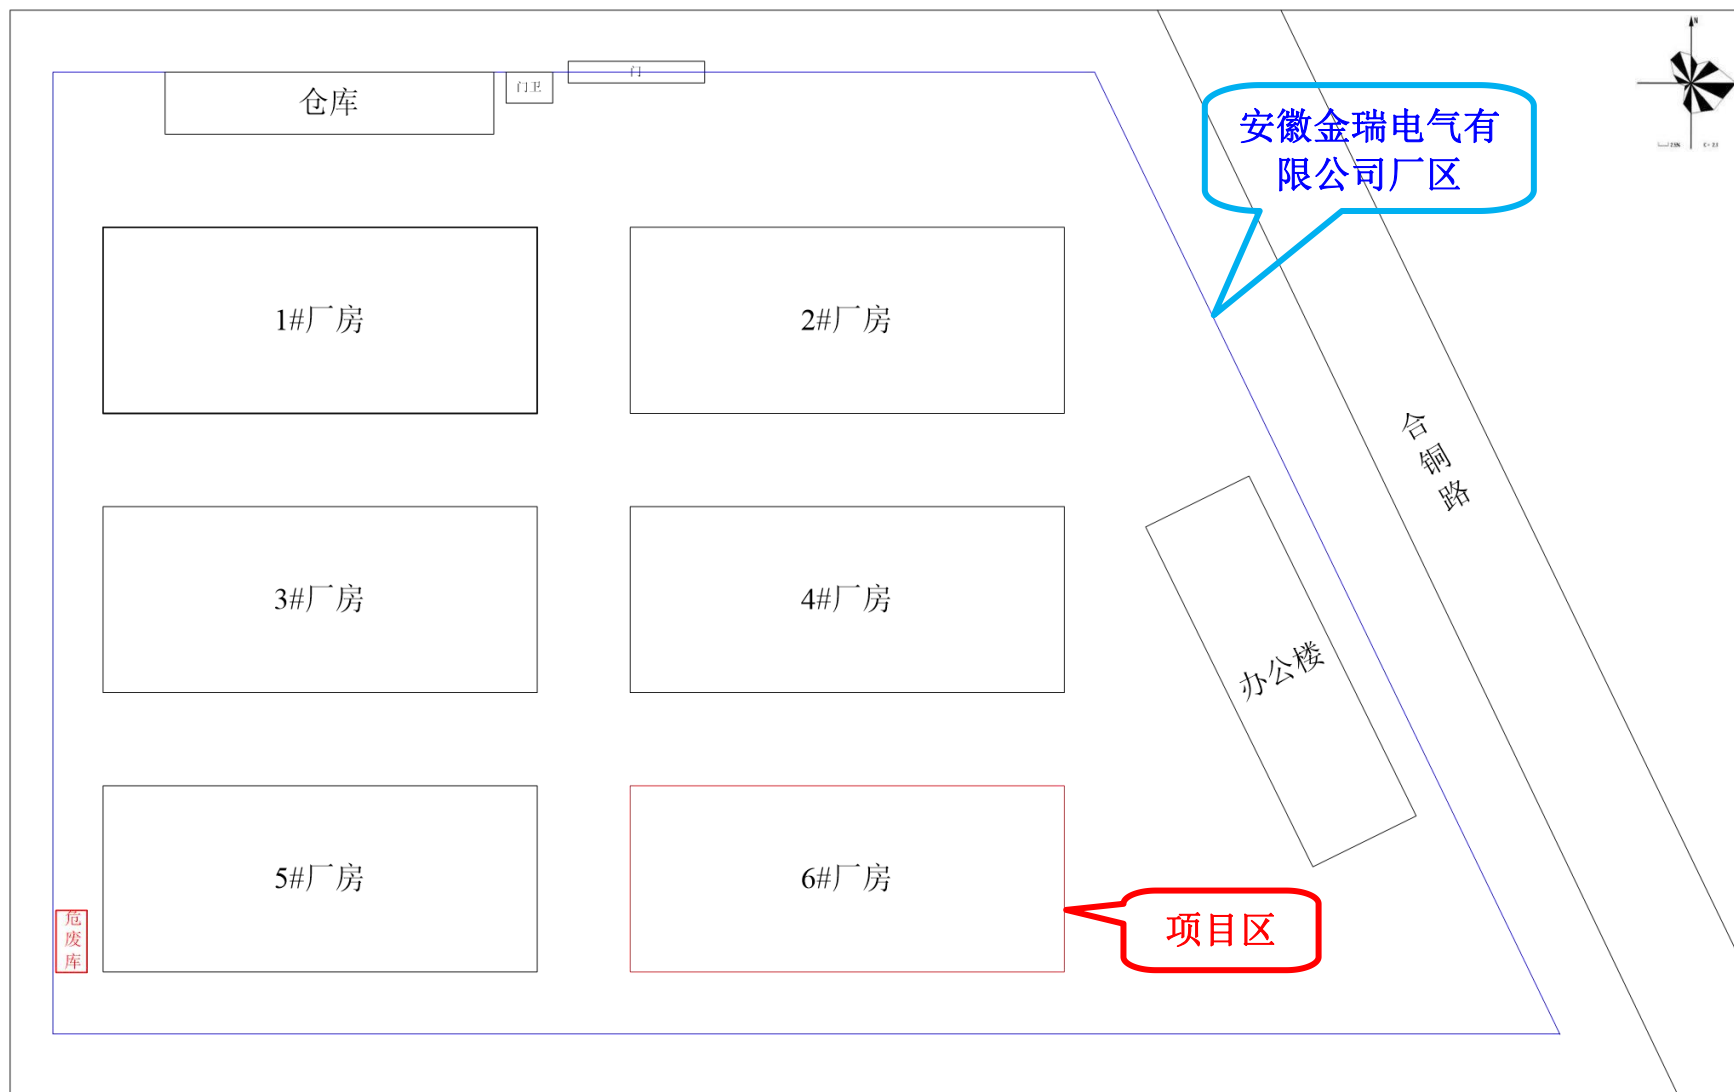 N
门
仓库
门卫
安徽金瑞电气有
限公司厂区
1#厂房
2#厂房
合铜路
3#厂房
4#厂房
办公楼
5#厂房
6#厂房
危废库
项目区